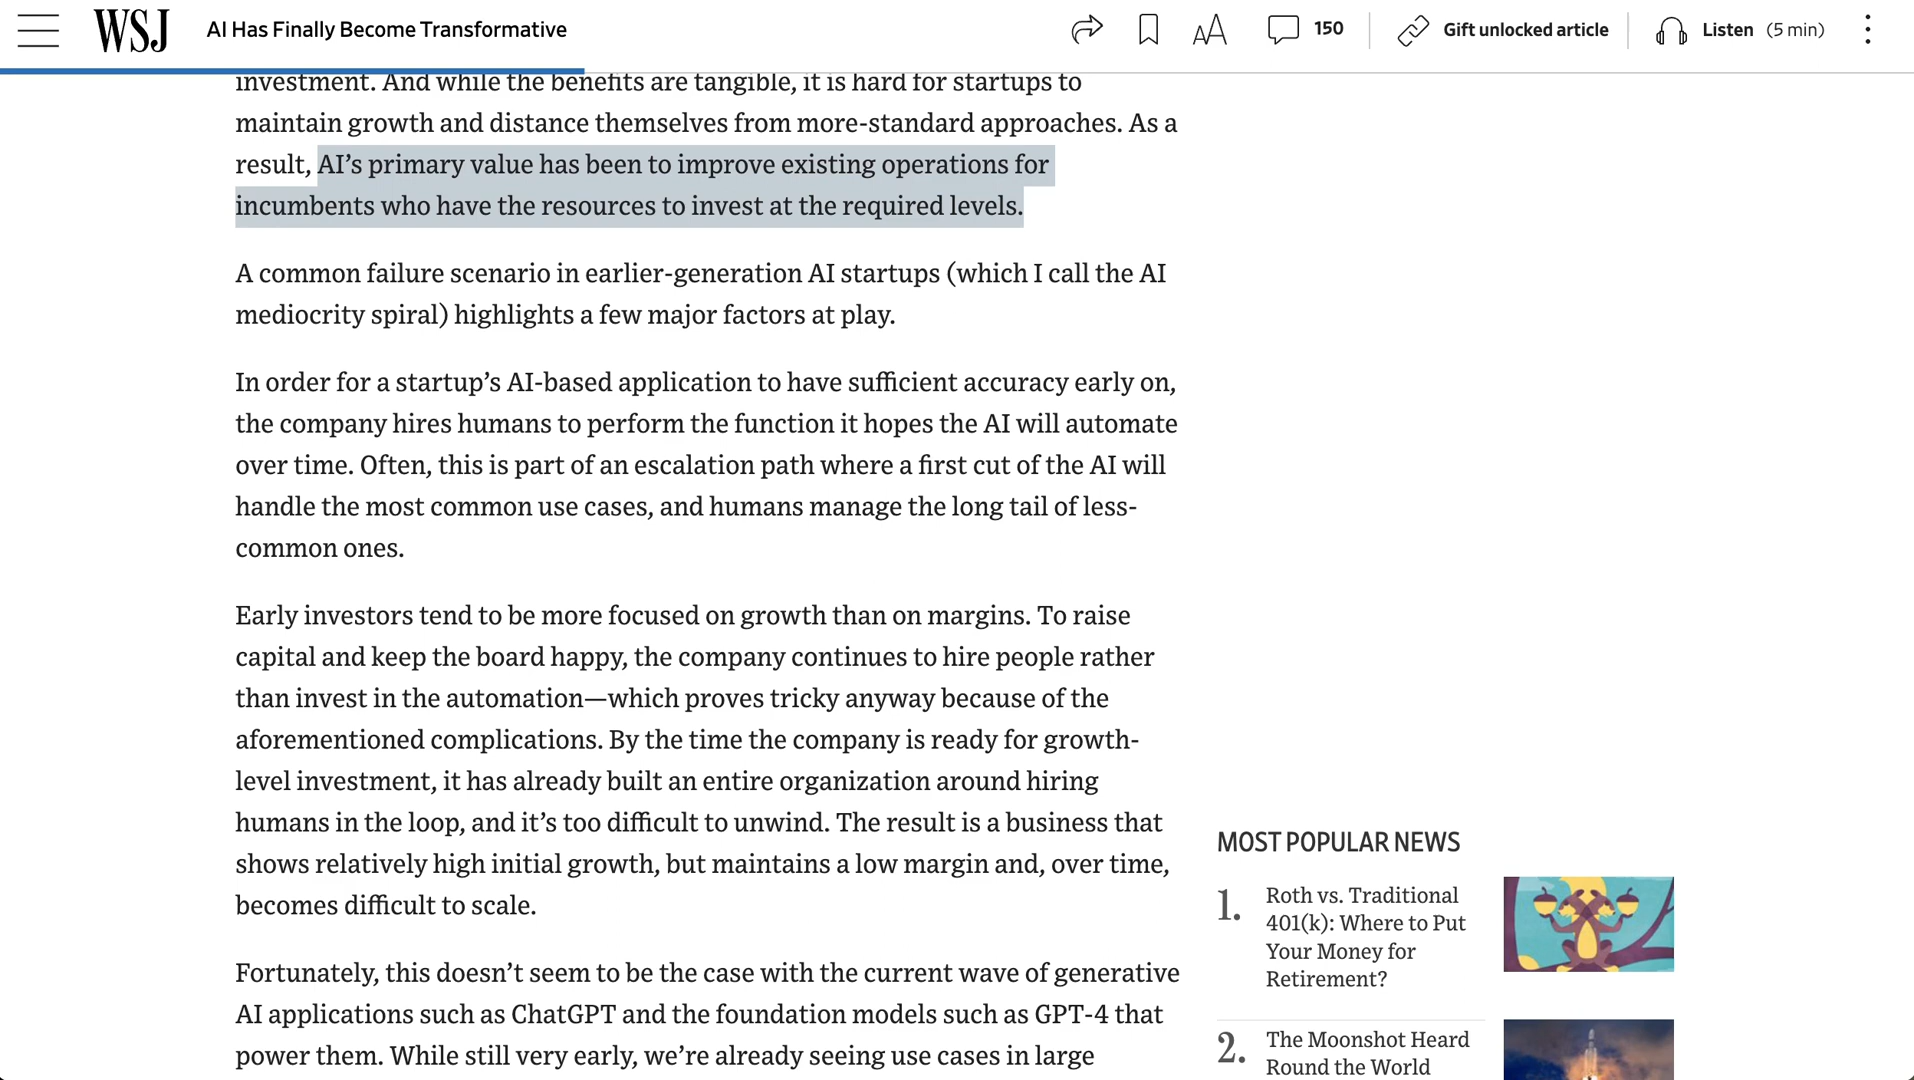 WSJ
AI Has Finally Become Transformative
150
Gift unlocked article
Listen (5 min)
investment. And while the benefits are tangible, it is hard for startups to
maintain growth and distance themselves from more-standard approaches. As a
result, AI’s primary value has been to improve existing operations for
incumbents who have the resources to invest at the required levels.
A common failure scenario in earlier-generation AI startups (which I call the AI
mediocrity spiral) highlights a few major factors at play.
In order for a startup’s AI-based application to have sufficient accuracy early on,
the company hires humans to perform the function it hopes the AI will automate
over time. Often, this is part of an escalation path where a first cut of the AI will
handle the most common use cases, and humans manage the long tail of less-
common ones.
Early investors tend to be more focused on growth than on margins. To raise
capital and keep the board happy, the company continues to hire people rather
than invest in the automation—which proves tricky anyway because of the
aforementioned complications. By the time the company is ready for growth-
level investment, it has already built an entire organization around hiring
humans in the loop, and it’s too difficult to unwind. The result is a business that
shows relatively high initial growth, but maintains a low margin and, over time,
becomes difficult to scale.
Fortunately, this doesn’t seem to be the case with the current wave of generative
AI applications such as ChatGPT and the foundation models such as GPT-4 that
power them. While still very early, we’re already seeing use cases in large
MOST POPULAR NEWS
1.
Roth vs. Traditional
401(k): Where to Put
Your Money for
Retirement?
2.
The Moonshot Heard
Round the World